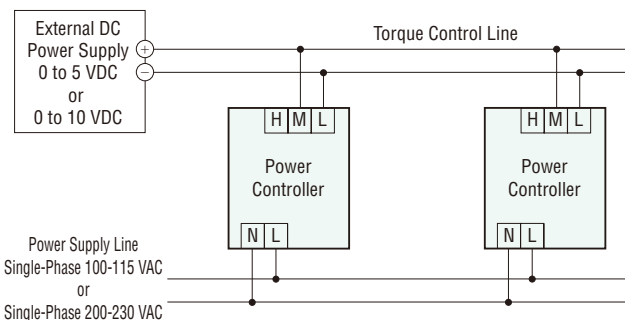 External DC
Power Supply
0 to 5 VDC
or
0 to 10 VDC
+
−
Torque Control Line
H M L
Power
Controller
N L
H M L
Power
Controller
N L
Power Supply Line
Single-Phase 100-115 VAC
or
Single-Phase 200-230 VAC